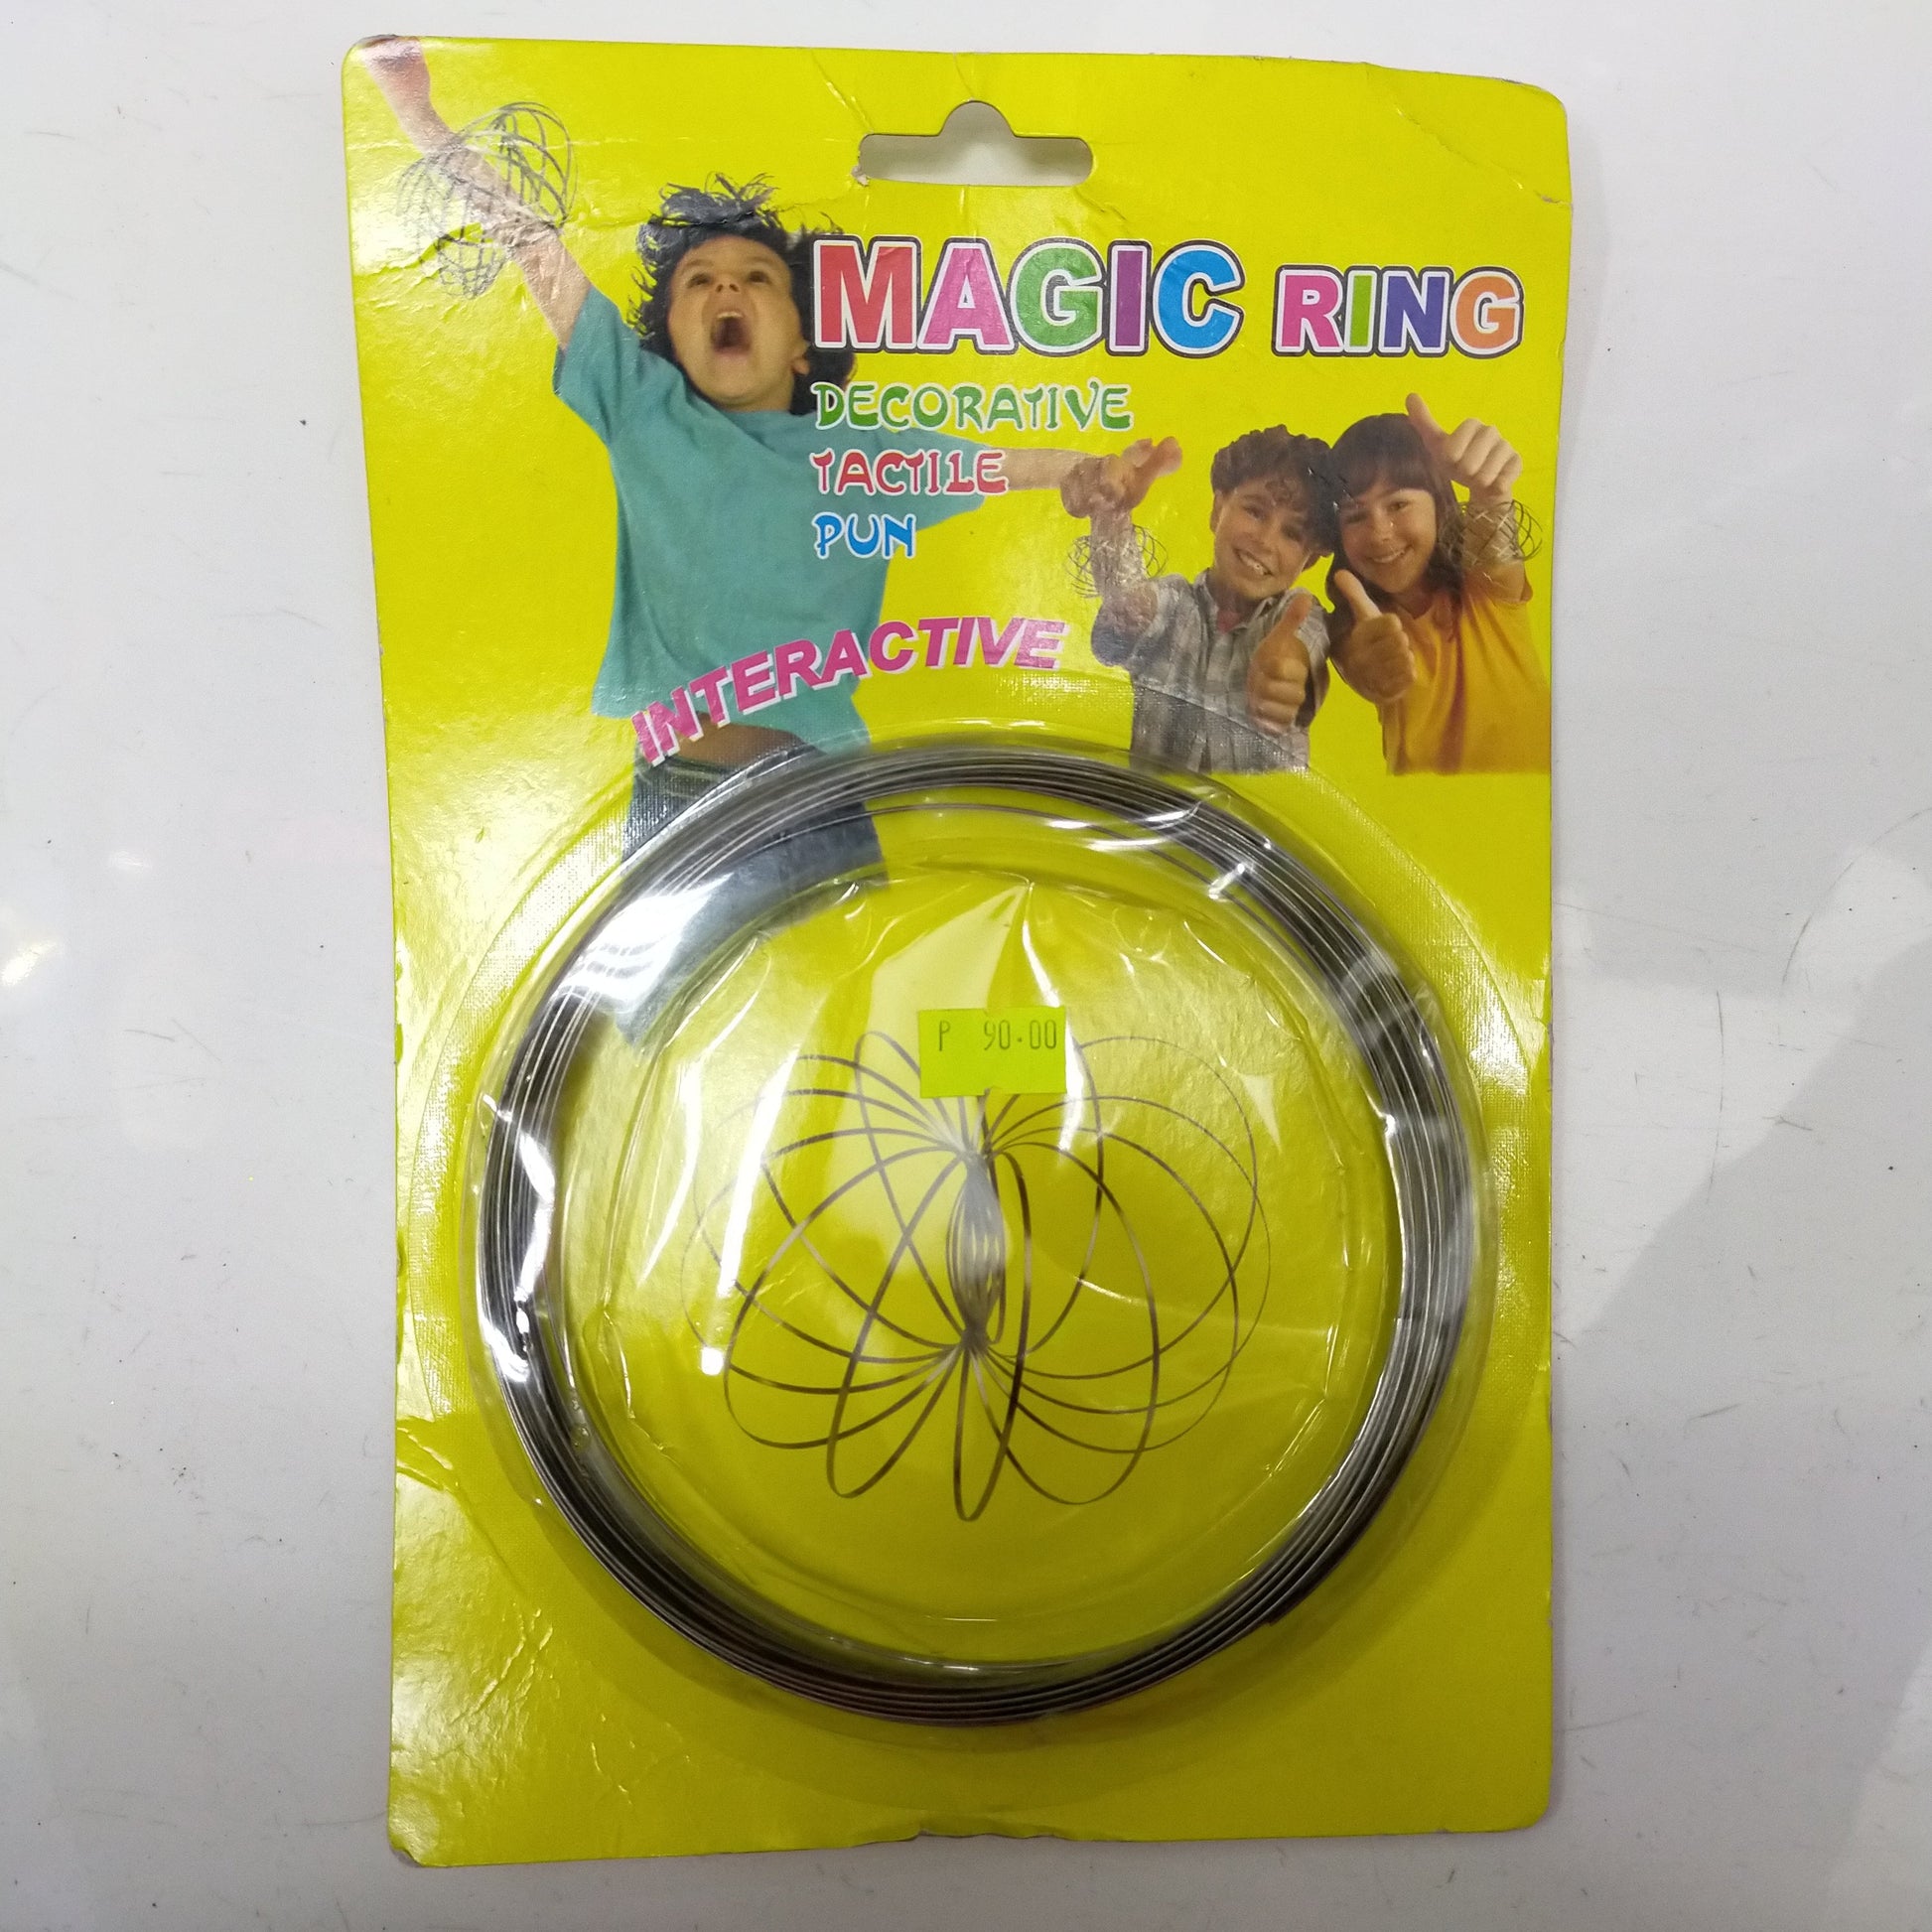 MAGIC RING
DECORATIVE
TACTILE
PUN
INTERACTIVE
P 90.00